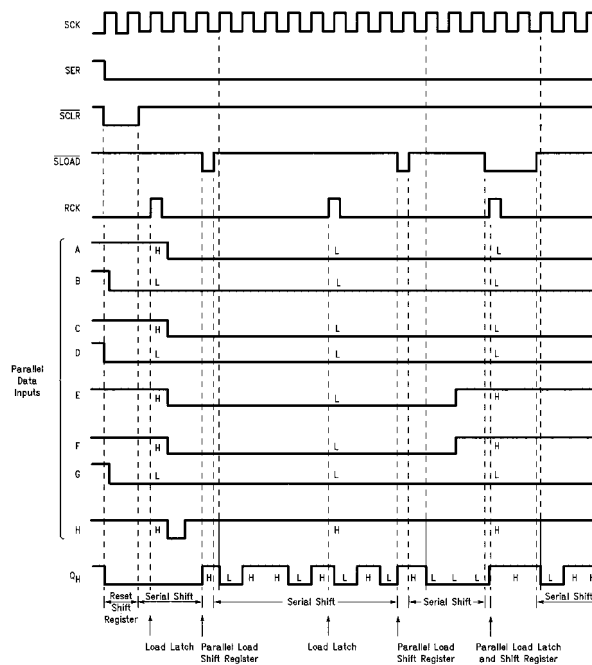 SCK
SER
SCLR
SLOAD
RCK
A H L L
B L L L
C H L L
D L L L
Parallel
Data
Inputs
E H L H
F H L H
G L L L
H H H H
QH H L H H L H L H L H L L L H L H H
Reset
Shift
Register
Serial Shift
Serial Shift
Serial Shift
Serial Shift
Load Latch
Parallel Load
Shift Register
Load Latch
Parallel Load
Shift Register
Parallel Load Latch
and Shift Register